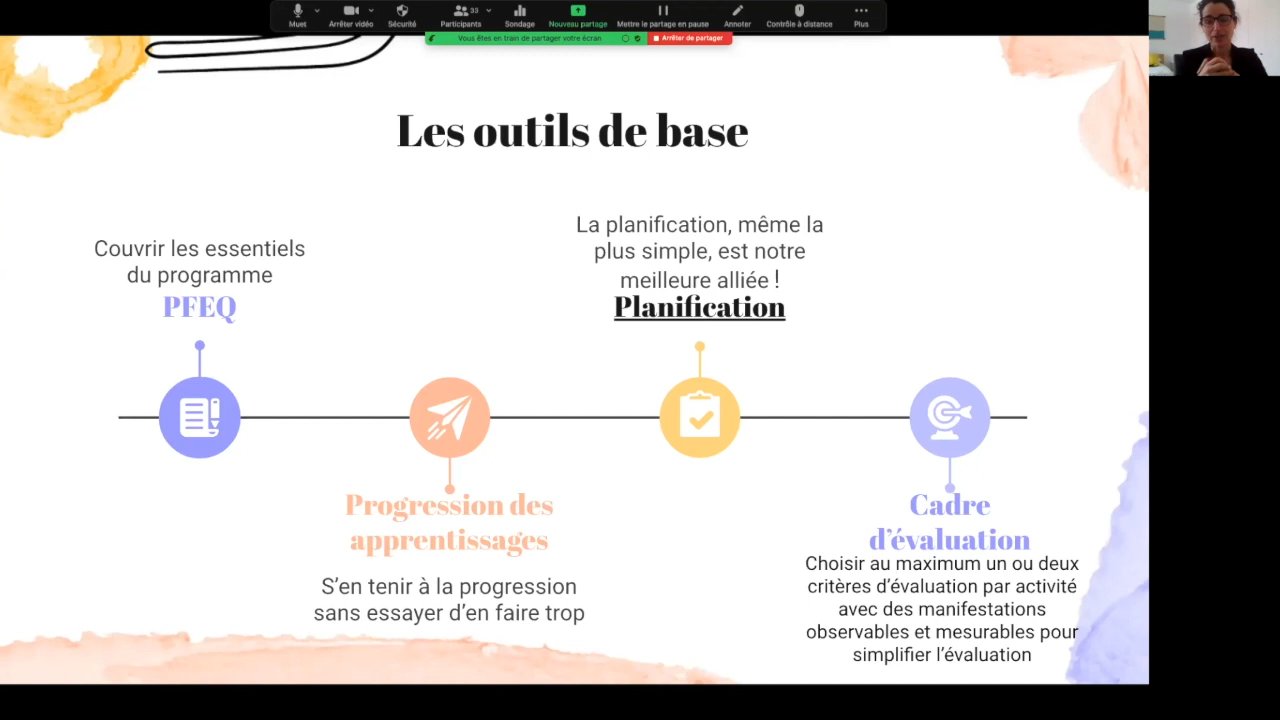 Muet
Arrêter vidéo
Sécurité
Participants
33
Sondage
Nouveau partage
Mettre le partage en pause
Annoter
Contrôle à distance
Plus
Vous êtes en train de partager votre écran
Arrêter de partager
Les outils de base
Couvrir les essentiels
du programme
PFEQ
Progression des
apprentissages
S'en tenir à la progression
sans essayer d'en faire trop
La planification, même la
plus simple, est notre
meilleure alliée !
Planification
Cadre
d'évaluation
Choisir au maximum un ou deux
critères d'évaluation par activité
avec des manifestations
observables et mesurables pour
simplifier l'évaluation